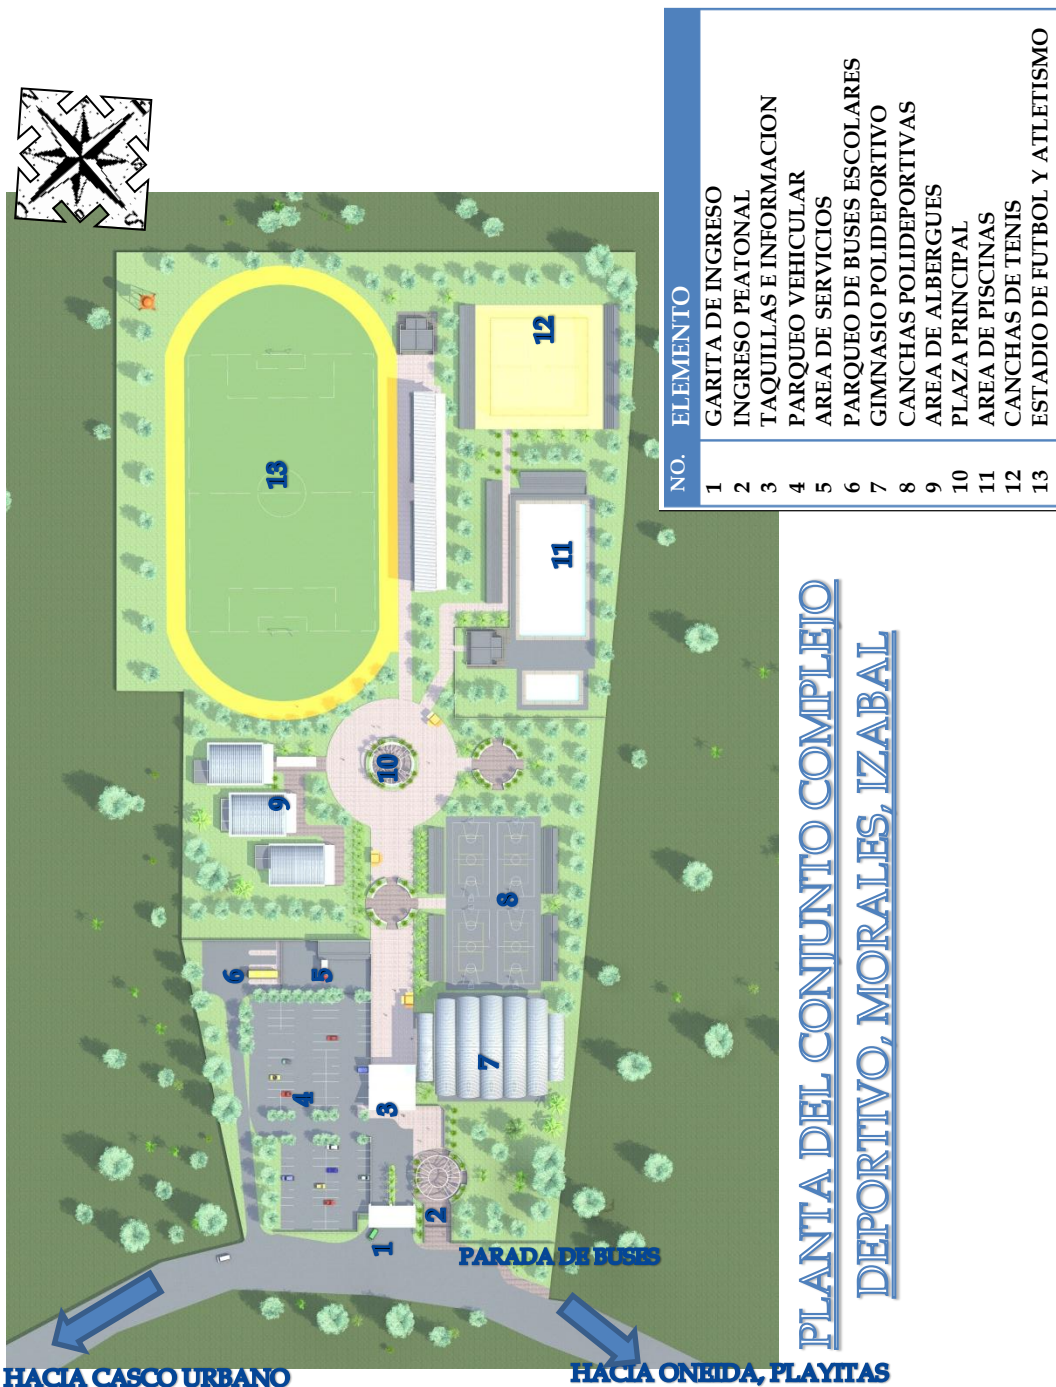 NO. ELEMENTO
1 GARITA DE INGRESO
2 INGRESO PEATONAL
3 TAQUILLAS E INFORMACION
4 PARQUEO VEHICULAR
5 AREA DE SERVICIOS
6 PARQUEO DE BUSES ESCOLARES
7 GIMNASIO POLIDEPORTIVO
8 CANCHAS POLIDEPORTIVAS
9 AREA DE ALBERGUES
10 PLAZA PRINCIPAL
11 AREA DE PISCINAS
12 CANCHAS DE TENIS
13 ESTADIO DE FUTBOL Y ATLETISMO
13
12
11
10
9
8
7
6
5
4
3
2
1
PARADA DE BUSES
HACIA CASCO URBANO
HACIA ONEIDA, PLAYITAS
PLANTA DEL CONJUNTO COMPLEJO
DEPORTIVO, MORALES, IZABAL